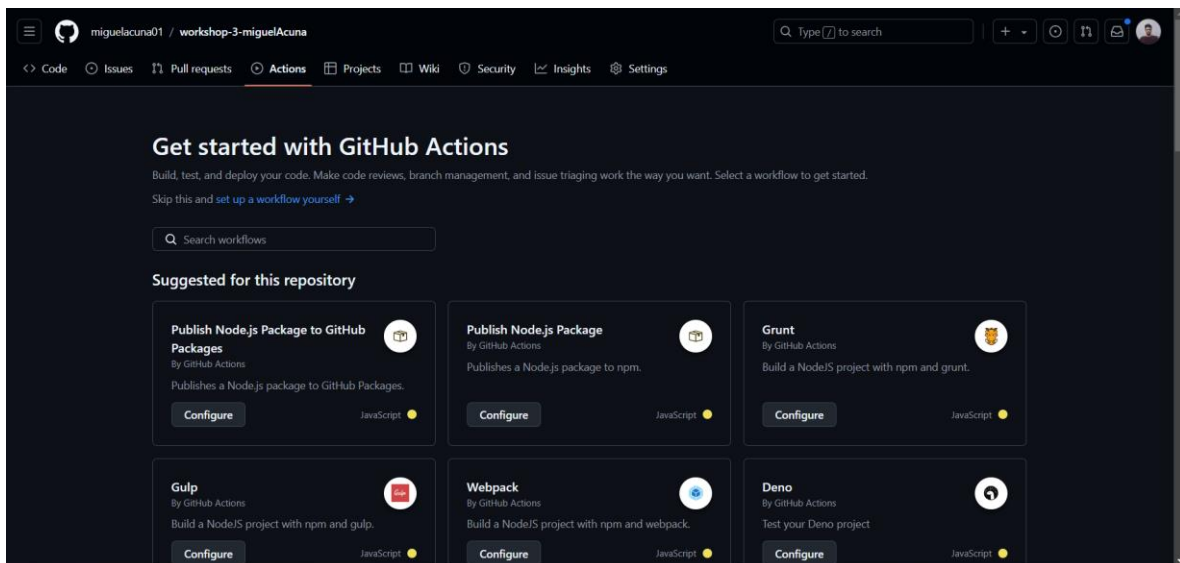 miguelacuna01 / workshop-3-miguelAcuna
Type / to search
Code Issues Pull requests Actions Projects Wiki Security Insights Settings
Get started with GitHub Actions
Build, test, and deploy your code. Make code reviews, branch management, and issue triaging work the way you want. Select a workflow to get started.
Skip this and set up a workflow yourself →
Search workflows
Suggested for this repository
Publish Node.js Package to GitHub
Packages
By GitHub Actions
Publishes a Node.js package to GitHub Packages.
Configure JavaScript
Publish Node.js Package
By GitHub Actions
Publishes a Node.js package to npm.
Configure JavaScript
Grunt
By GitHub Actions
Build a NodeJS project with npm and grunt.
Configure JavaScript
Gulp
By GitHub Actions
Build a NodeJS project with npm and gulp.
Configure JavaScript
Webpack
By GitHub Actions
Build a NodeJS project with npm and webpack.
Configure JavaScript
Deno
By GitHub Actions
Test your Deno project
Configure JavaScript